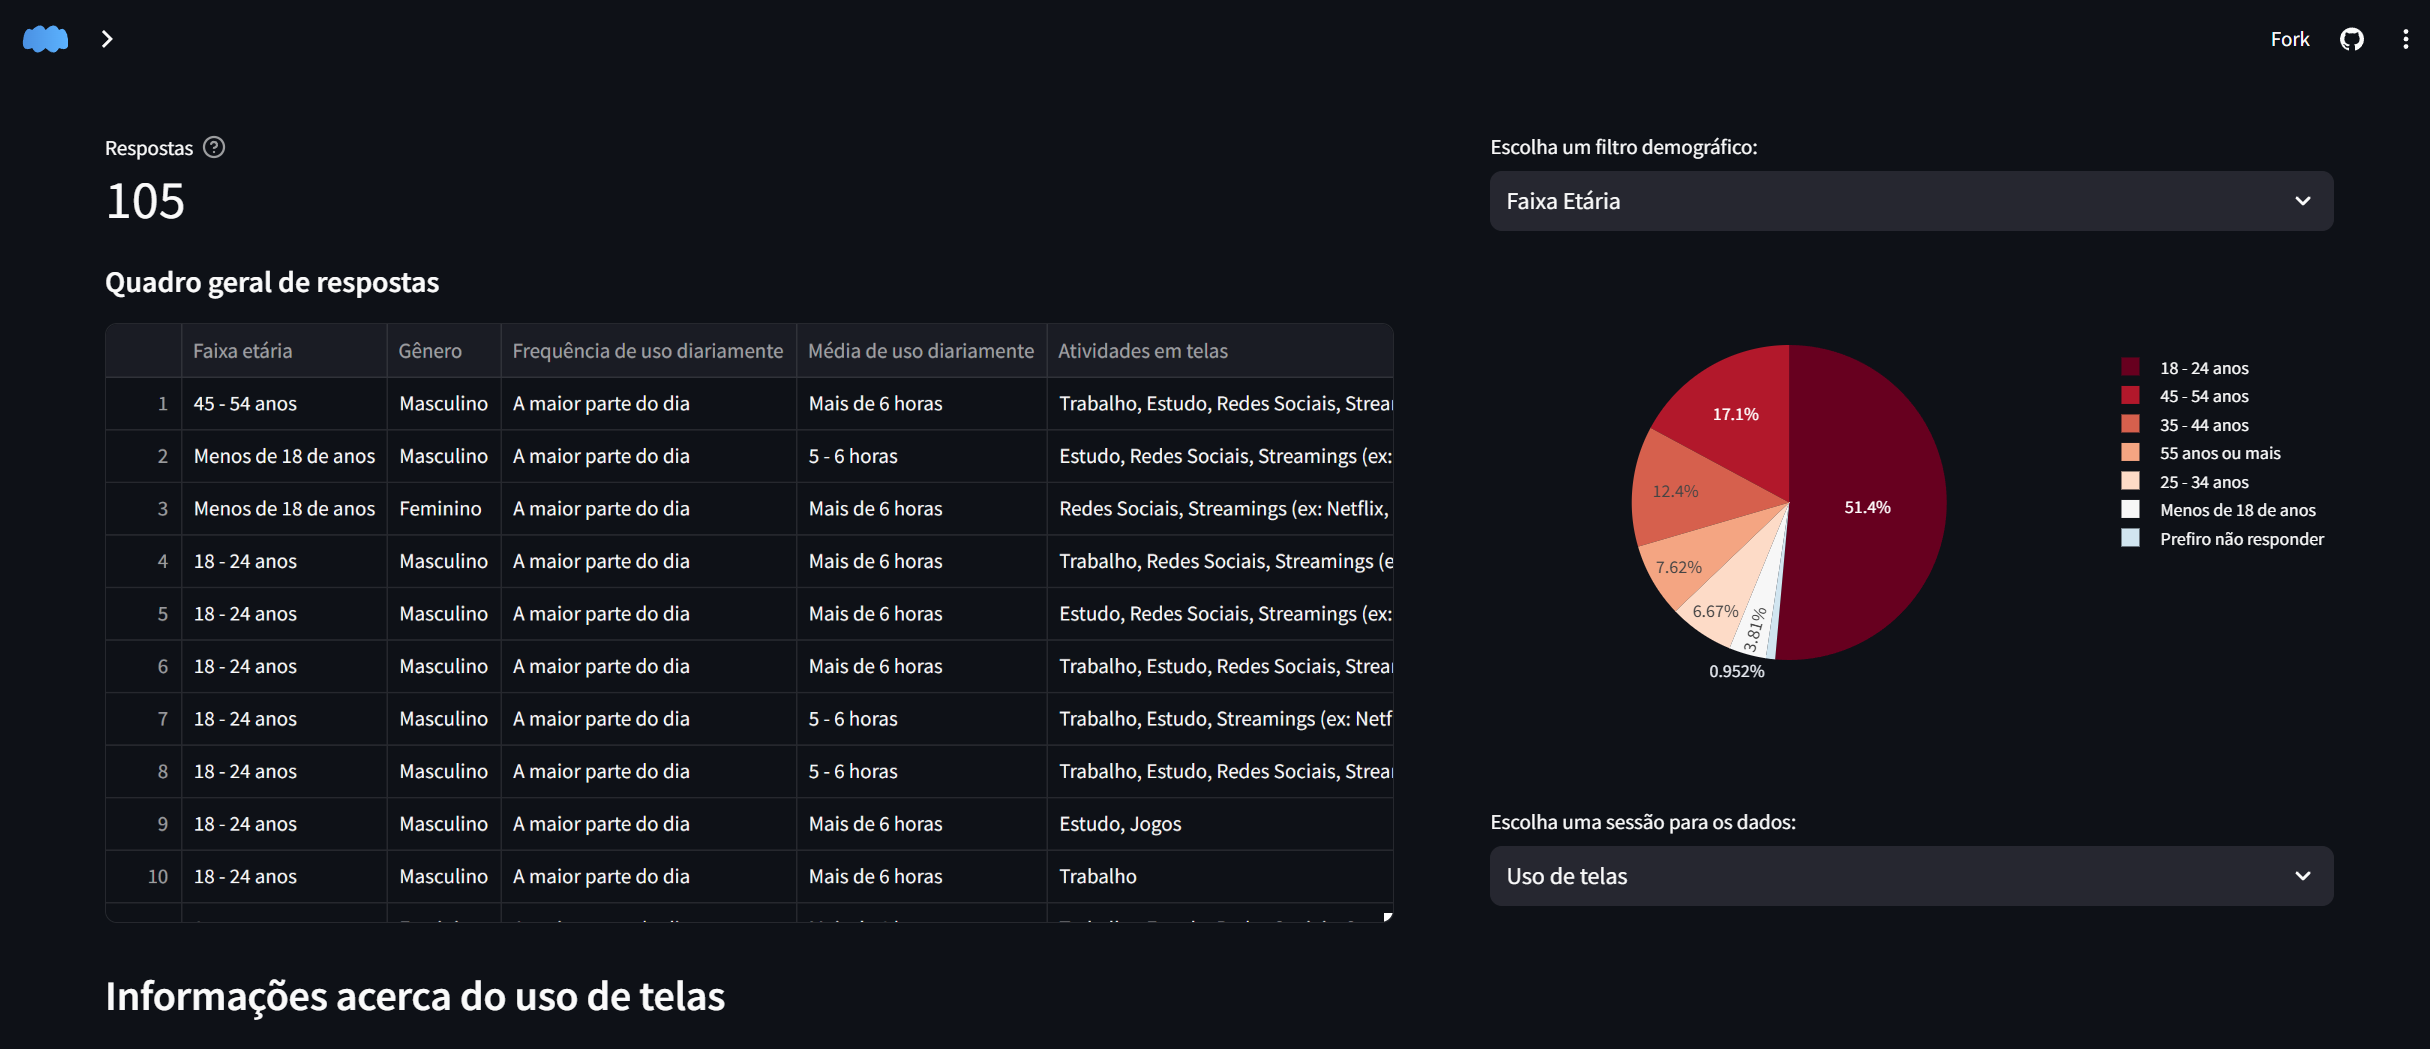 Fork
Respostas ?
105
Quadro geral de respostas
Faixa etária Gênero Frequência de uso diariamente Média de uso diariamente Atividades em telas
1 45 - 54 anos Masculino A maior parte do dia Mais de 6 horas Trabalho, Estudo, Redes Sociais,
2 Menos de 18 de anos Masculino A maior parte do dia 5 - 6 horas Estudo, Redes Sociais, Streamings (ex:
3 Menos de 18 de anos Feminino A maior parte do dia Mais de 6 horas Redes Sociais, Streamings (ex: Netflix,
4 18 - 24 anos Masculino A maior parte do dia Mais de 6 horas Trabalho, Redes Sociais, Streamings
5 18 - 24 anos Masculino A maior parte do dia Mais de 6 horas Estudo, Redes Sociais, Streamings (ex:
6 18 - 24 anos Masculino A maior parte do dia Mais de 6 horas Trabalho, Estudo, Redes Sociais,
7 18 - 24 anos Masculino A maior parte do dia 5 - 6 horas Trabalho, Estudo, Streamings (ex:
8 18 - 24 anos Masculino A maior parte do dia 5 - 6 horas Trabalho, Estudo, Redes Sociais,
9 18 - 24 anos Masculino A maior parte do dia Mais de 6 horas Estudo, Jogos
10 18 - 24 anos Masculino A maior parte do dia Mais de 6 horas Trabalho
Escolha um filtro demográfico:
Faixa Etária
17.1%
12.4%
51.4%
7.62%
6.67%
3.81%
0.952%
18 - 24 anos
45 - 54 anos
35 - 44 anos
55 anos ou mais
25 - 34 anos
Menos de 18 de anos
Prefiro não responder
Escolha uma sessão para os dados:
Uso de telas
Informações acerca do uso de telas